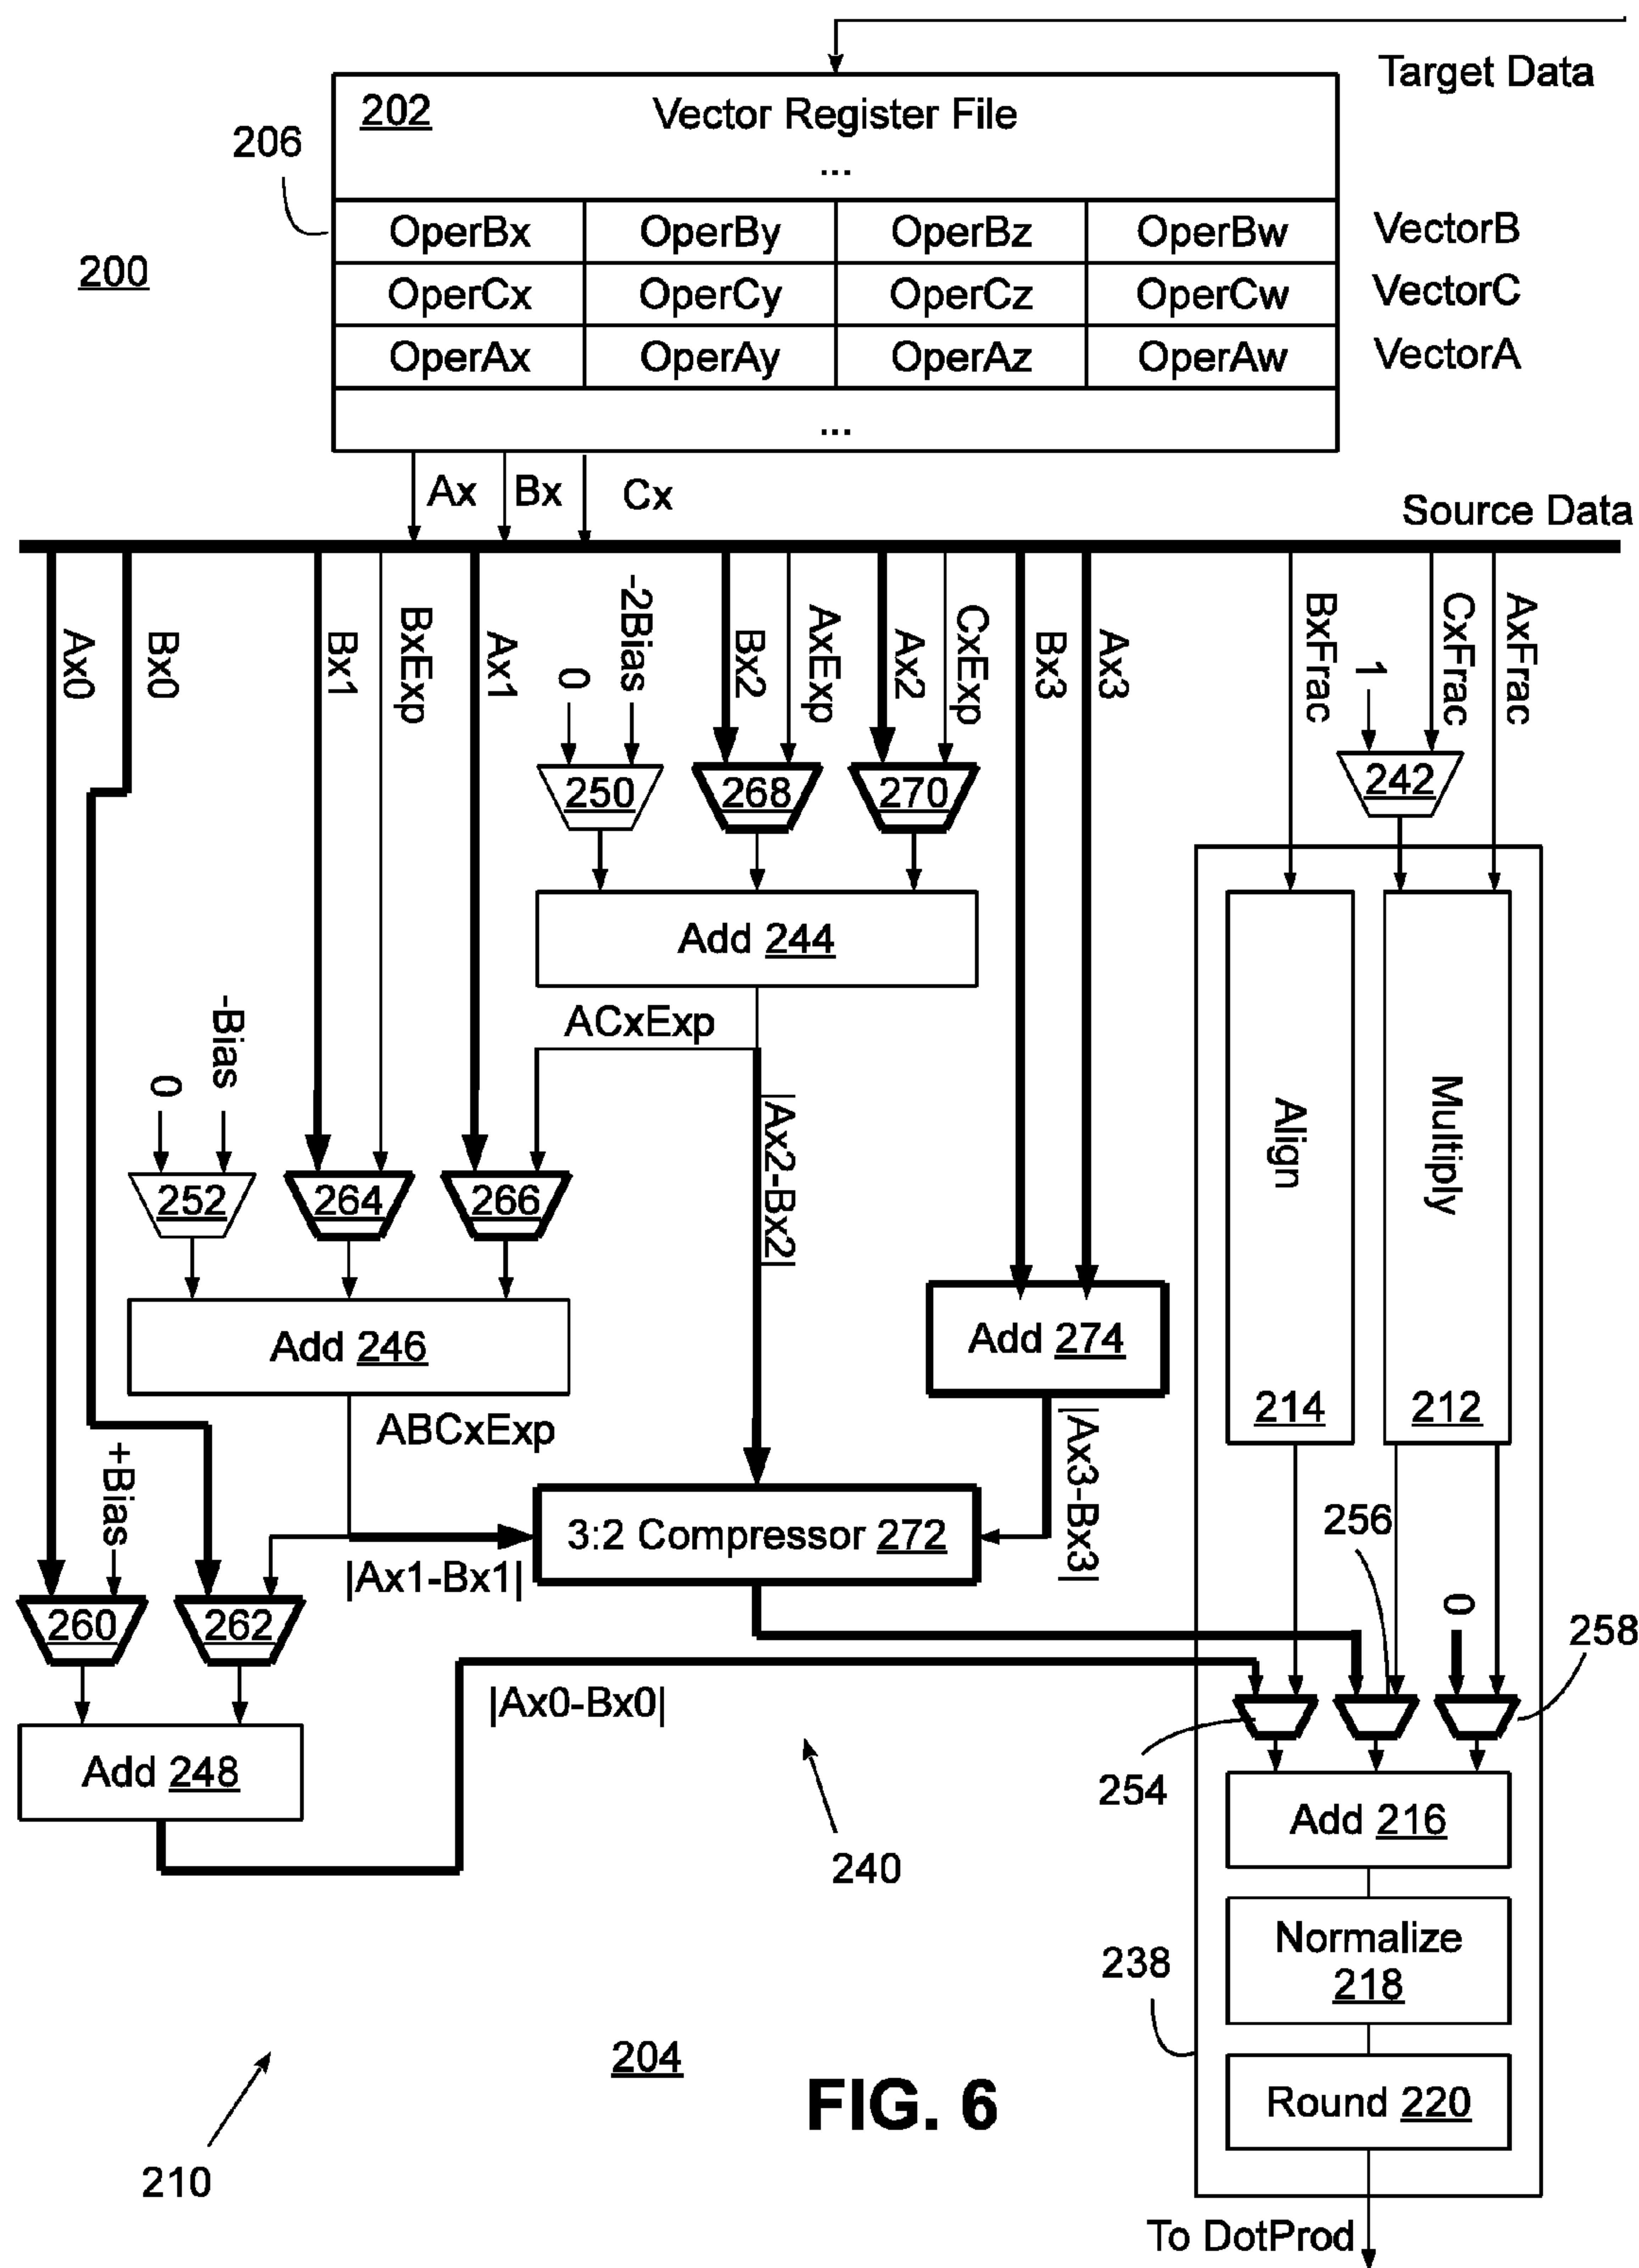 Target Data
202 Vector Register File
206
...
OperBx OperBy OperBz OperBw VectorB
200
OperCx OperCy OperCz OperCw VectorC
OperAx OperAy OperAz OperAw VectorA
...
Ax Bx Cx
Source Data
Ax0
Bx0
Bx1
BxExp
Ax1
0
-2Bias
Bx2
AxExp
Ax2
CxExp
Bx3
Ax3
BxFrac
1
CxFrac
AxFrac
250 268 270 242
Add 244
ACxExp
0
-Bias
|Ax2-Bx2|
Align
Multiply
252 264 266
Add 246
Add 274
214 212
ABCxExp
+Bias
|Ax3-Bx3|
256
3:2 Compressor 272
|Ax1-Bx1|
0
260 262
258
|Ax0-Bx0|
254
Add 248
Add 216
240
Normalize
218
238
204
Round 220
FIG. 6
210
To DotProd